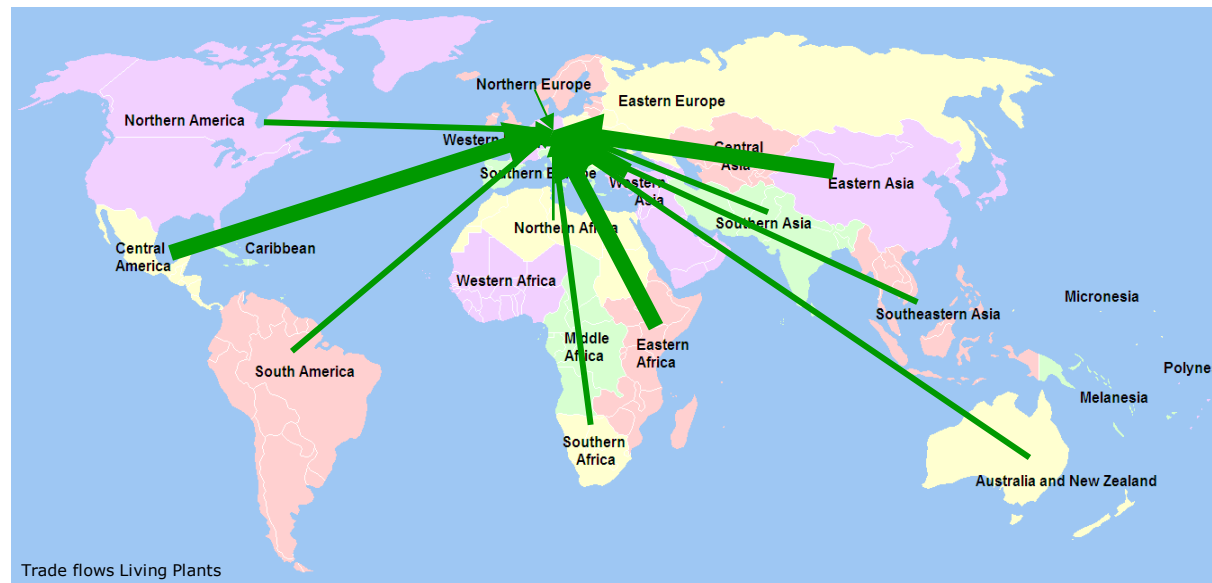 Northern Europe
Eastern Europe
Northern America
Western
Central
Asia
Southern Europe
Western
Asia
Eastern Asia
Southern Asia
Northern Africa
Central
America
Caribbean
Western Africa
Micronesia
Southeastern Asia
Middle
Africa
Eastern
Africa
South America
Polyne
Melanesia
Southern
Africa
Australia and New Zealand
Trade flows Living Plants